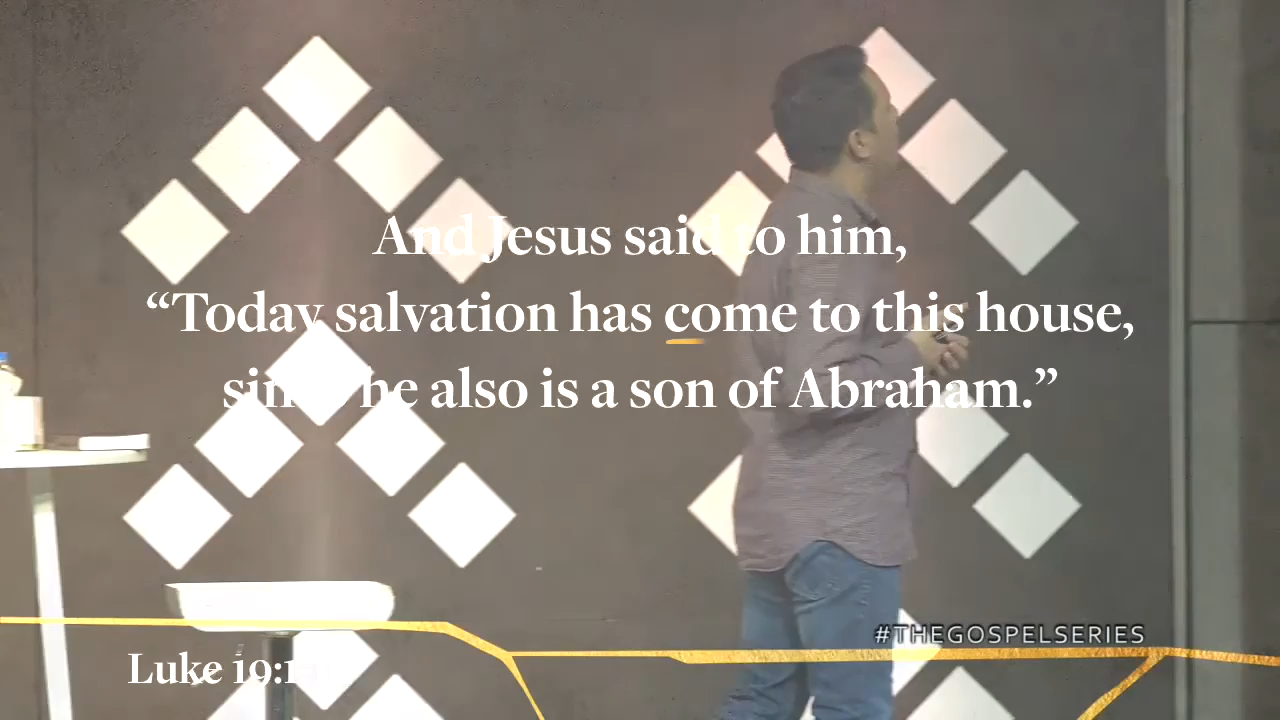 And Jesus said to him,
“Today salvation has come to this house,
he also is a son of Abraham.”
#THEGOSPELSERIES
Luke